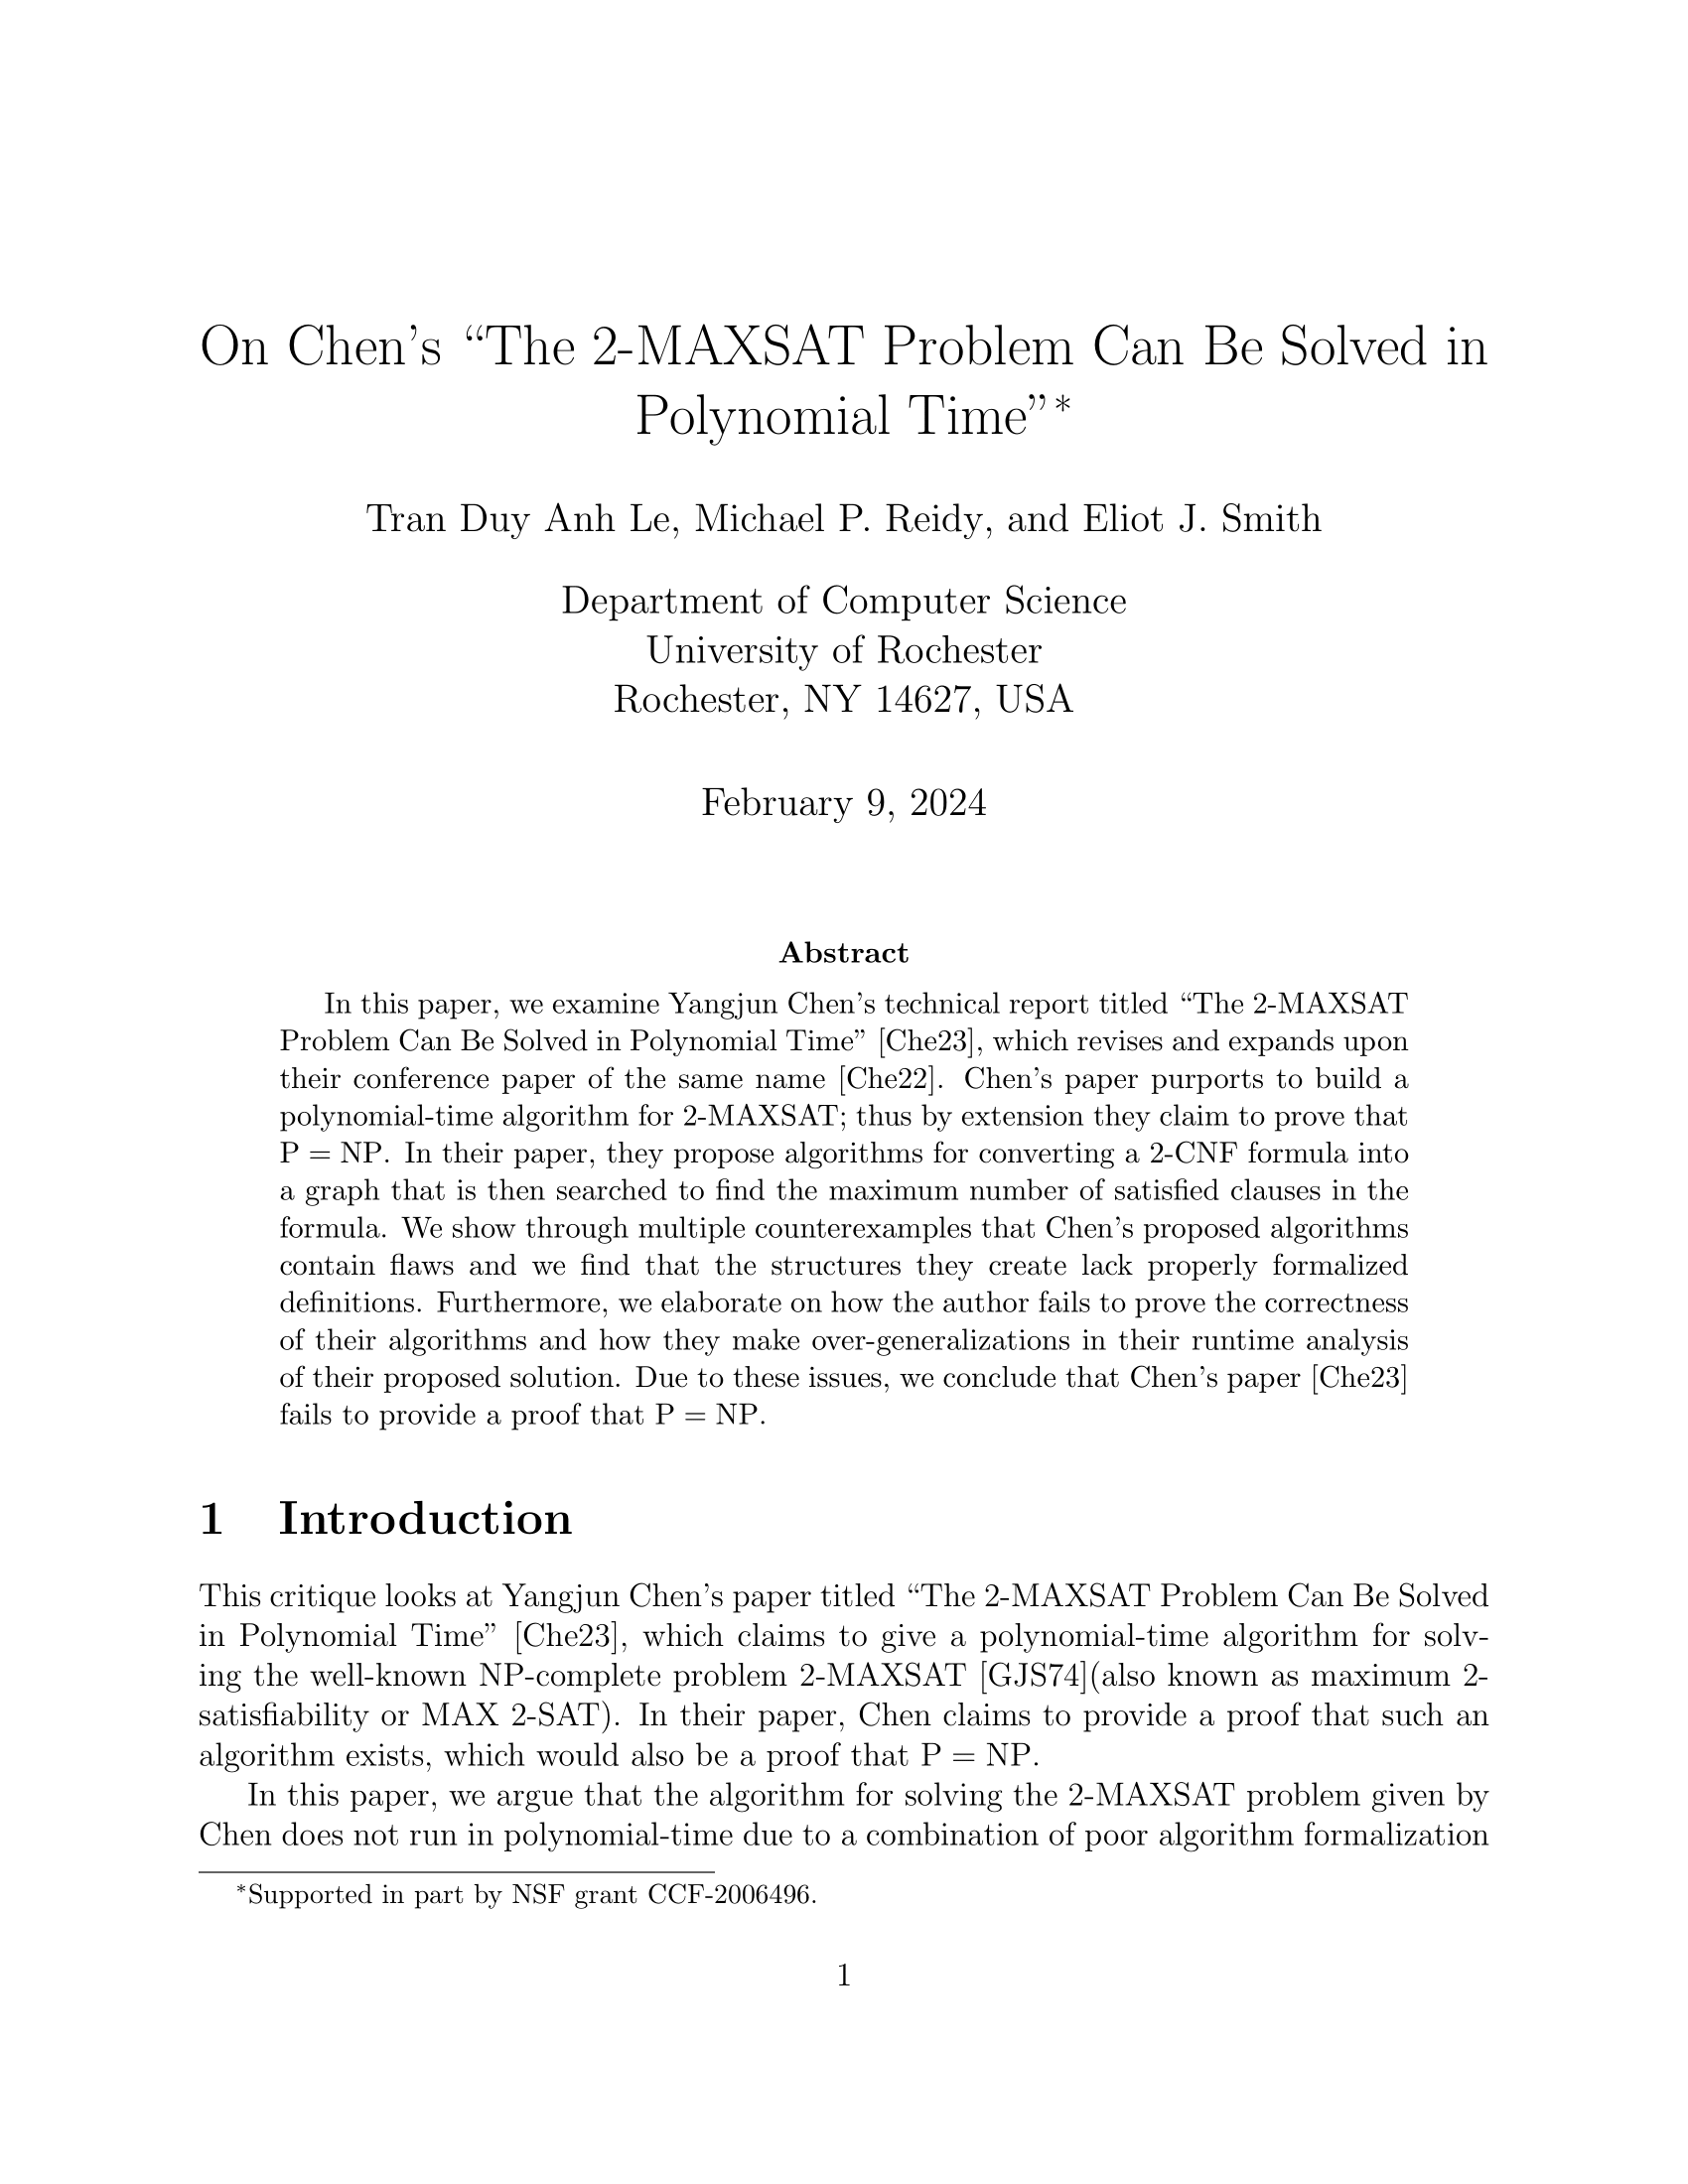 On Chen's “The 2-MAXSAT Problem Can Be Solved in
Polynomial Time”*
Tran Duy Anh Le, Michael P. Reidy, and Eliot J. Smith
Department of Computer Science
University of Rochester
Rochester, NY 14627, USA
February 9, 2024
Abstract
In this paper, we examine Yangjun Chen's technical report titled “The 2-MAXSAT
Problem Can Be Solved in Polynomial Time” [Che23], which revises and expands upon
their conference paper of the same name [Che22]. Chen's paper purports to build a
polynomial-time algorithm for 2-MAXSAT; thus by extension they claim to prove that
P = NP. In their paper, they propose algorithms for converting a 2-CNF formula into
a graph that is then searched to find the maximum number of satisfied clauses in the
formula. We show through multiple counterexamples that Chen's proposed algorithms
contain flaws and we find that the structures they create lack properly formalized
definitions. Furthermore, we elaborate on how the author fails to prove the correctness
of their algorithms and how they make over-generalizations in their runtime analysis
of their proposed solution. Due to these issues, we conclude that Chen's paper [Che23]
fails to provide a proof that P = NP.
1 Introduction
This critique looks at Yangjun Chen's paper titled “The 2-MAXSAT Problem Can Be Solved
in Polynomial Time” [Che23], which claims to give a polynomial-time algorithm for solv-
ing the well-known NP-complete problem 2-MAXSAT [GJS74](also known as maximum 2-
satisfiability or MAX 2-SAT). In their paper, Chen claims to provide a proof that such an
algorithm exists, which would also be a proof that P = NP.
In this paper, we argue that the algorithm for solving the 2-MAXSAT problem given by
Chen does not run in polynomial-time due to a combination of poor algorithm formalization
*Supported in part by NSF grant CCF-2006496.
1